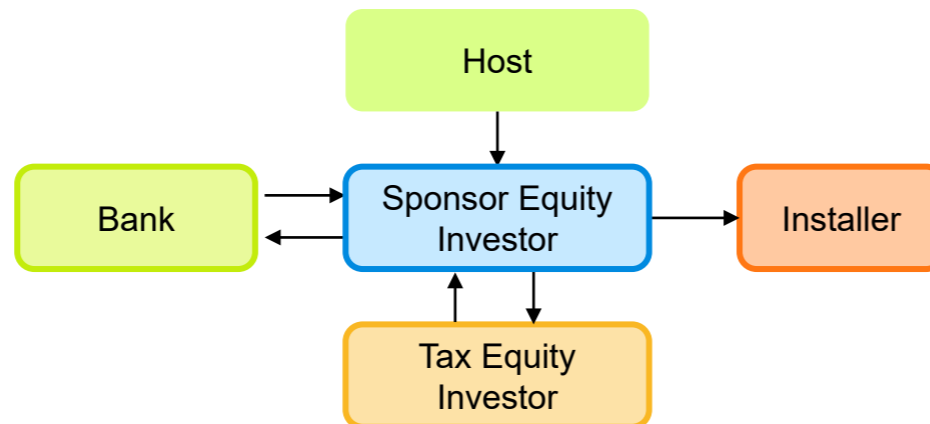 Host
Bank
Sponsor Equity
Investor
Installer
Tax Equity
Investor